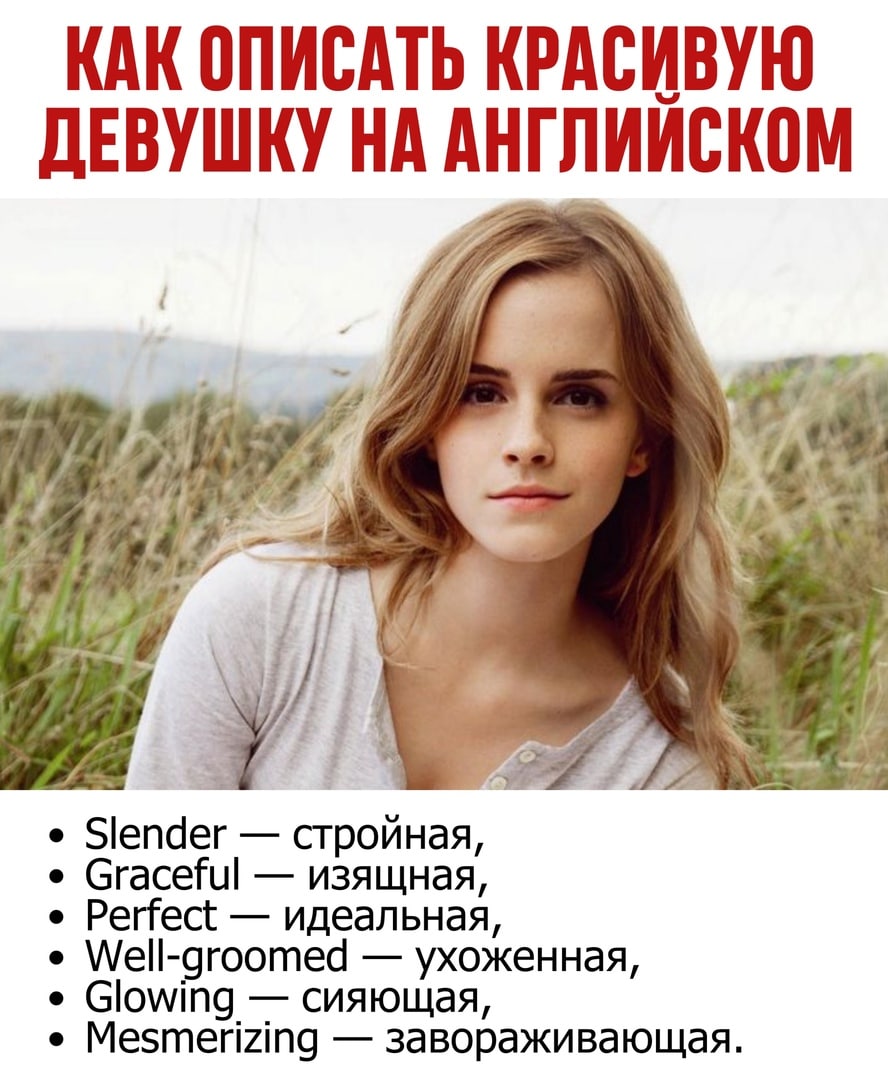 КАК ОПИСАТЬ КРАСИВУЮ
ДЕВУШКУ НА АНГЛИЙСКОМ
• Slender — стройная,
• Graceful — изящная,
• Perfect — идеальная,
• Well-groomed — ухоженная,
• Glowing — сияющая,
• Mesmerizing — завораживающая.